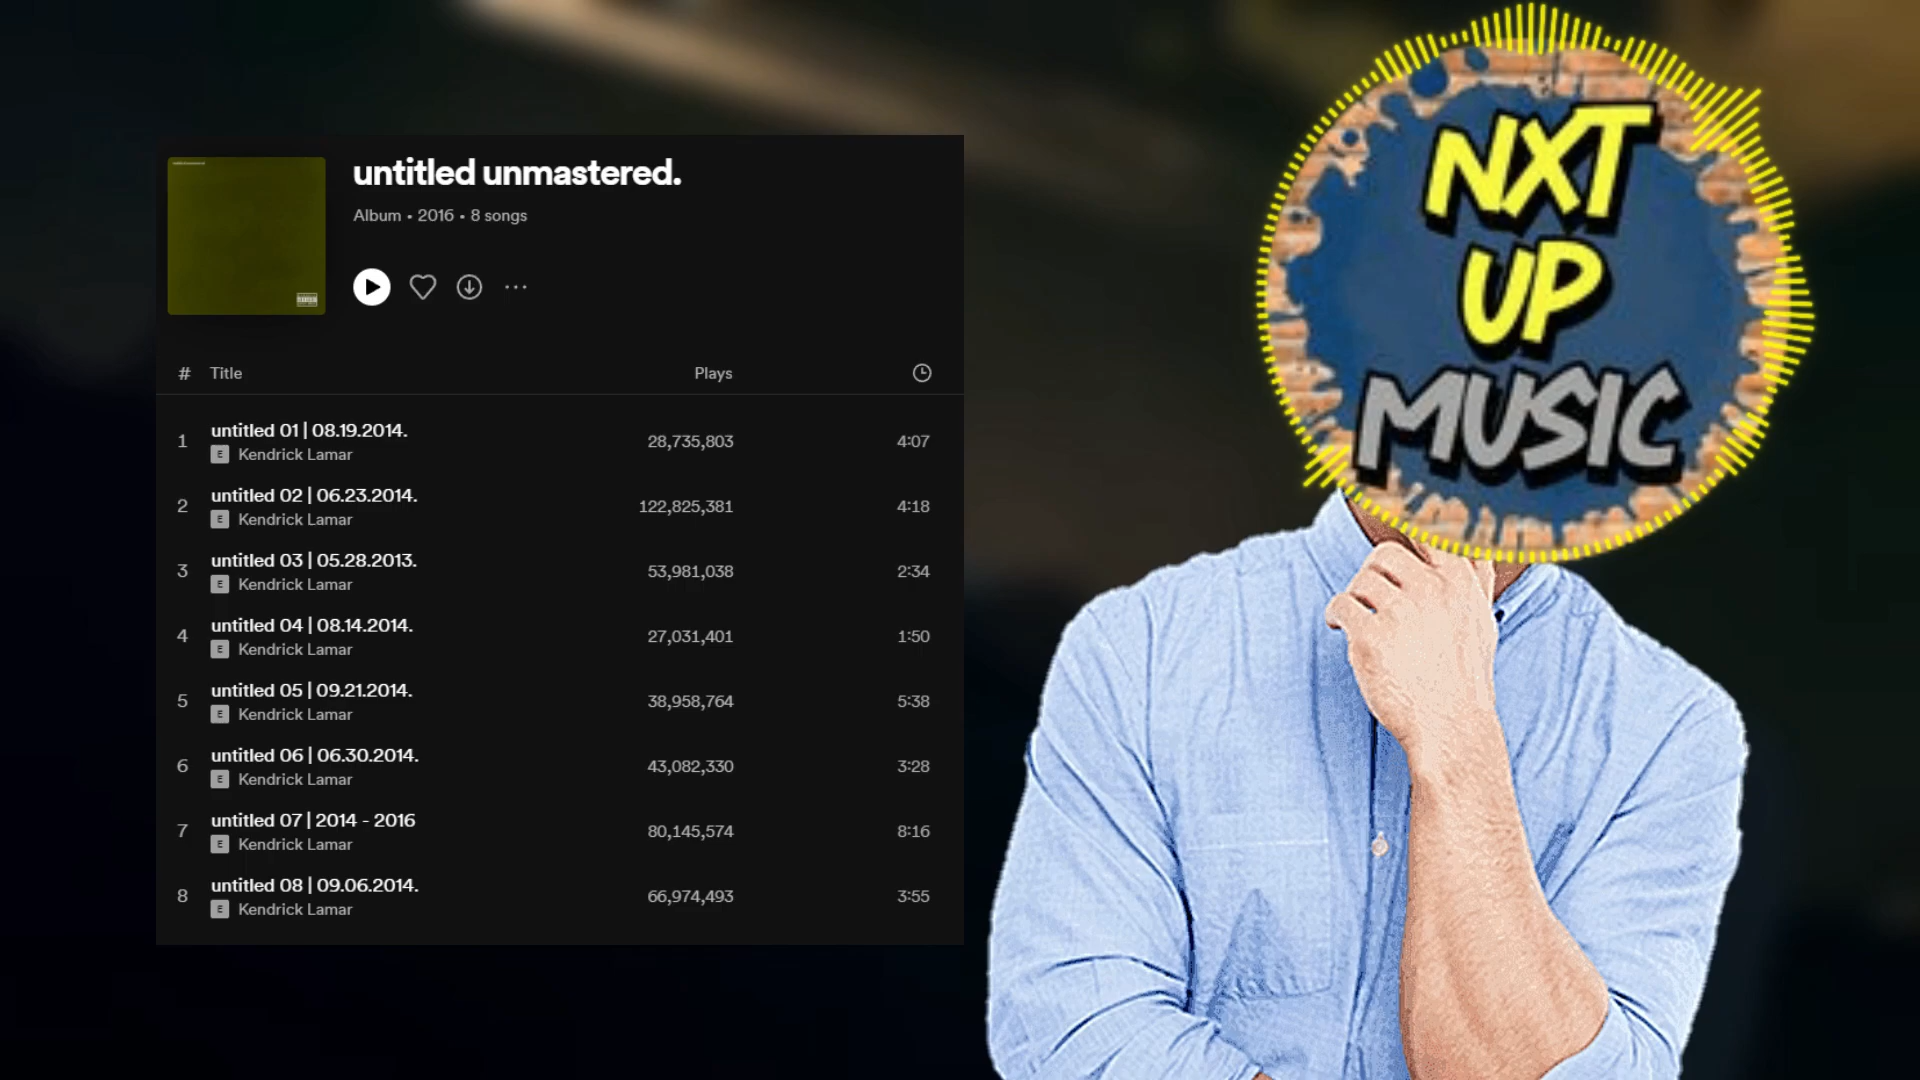 untitled unmastered.
Album • 2016 • 8 songs
# Title Plays
1 untitled 01 | 08.19.2014. 28,735,803 4:07
E Kendrick Lamar
2 untitled 02 | 06.23.2014. 122,825,381 4:18
E Kendrick Lamar
3 untitled 03 | 05.28.2013. 53,981,038 2:34
E Kendrick Lamar
4 untitled 04 | 08.14.2014. 27,031,401 1:50
E Kendrick Lamar
5 untitled 05 | 09.21.2014. 38,958,764 5:38
E Kendrick Lamar
6 untitled 06 | 06.30.2014. 43,082,330 3:28
E Kendrick Lamar
7 untitled 07 | 2014 - 2016 80,145,574 8:16
E Kendrick Lamar
8 untitled 08 | 09.06.2014. 66,974,493 3:55
E Kendrick Lamar
NXT
UP
MUSIC